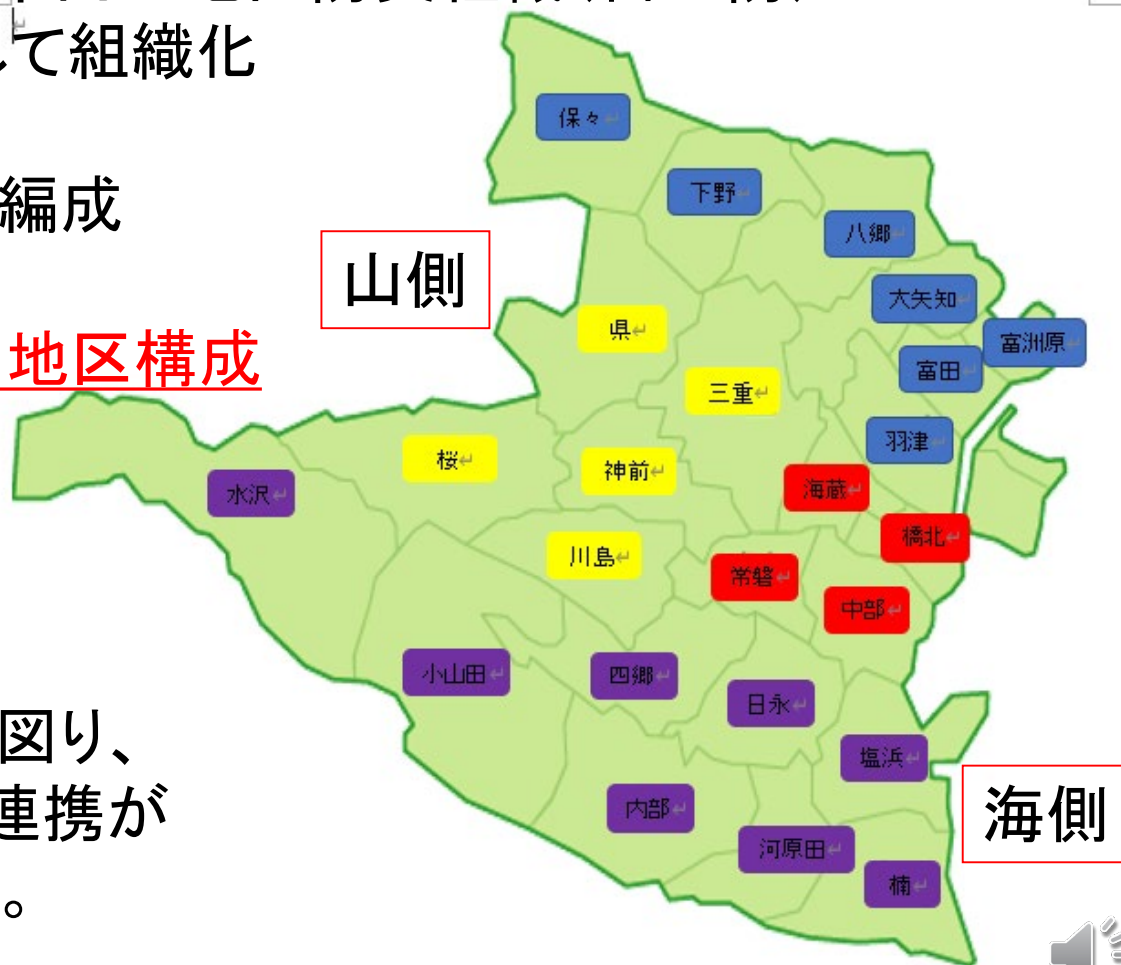 て組織化
編成
山側
地区構成
図り、
連携が
。
海側
保々
下野
八郷
大矢知
富洲原
富田
羽津
県
三重
桜
神前
川島
水沢
海蔵
橋北
常磐
中部
小山田
四郷
日永
塩浜
内部
河原田
楠